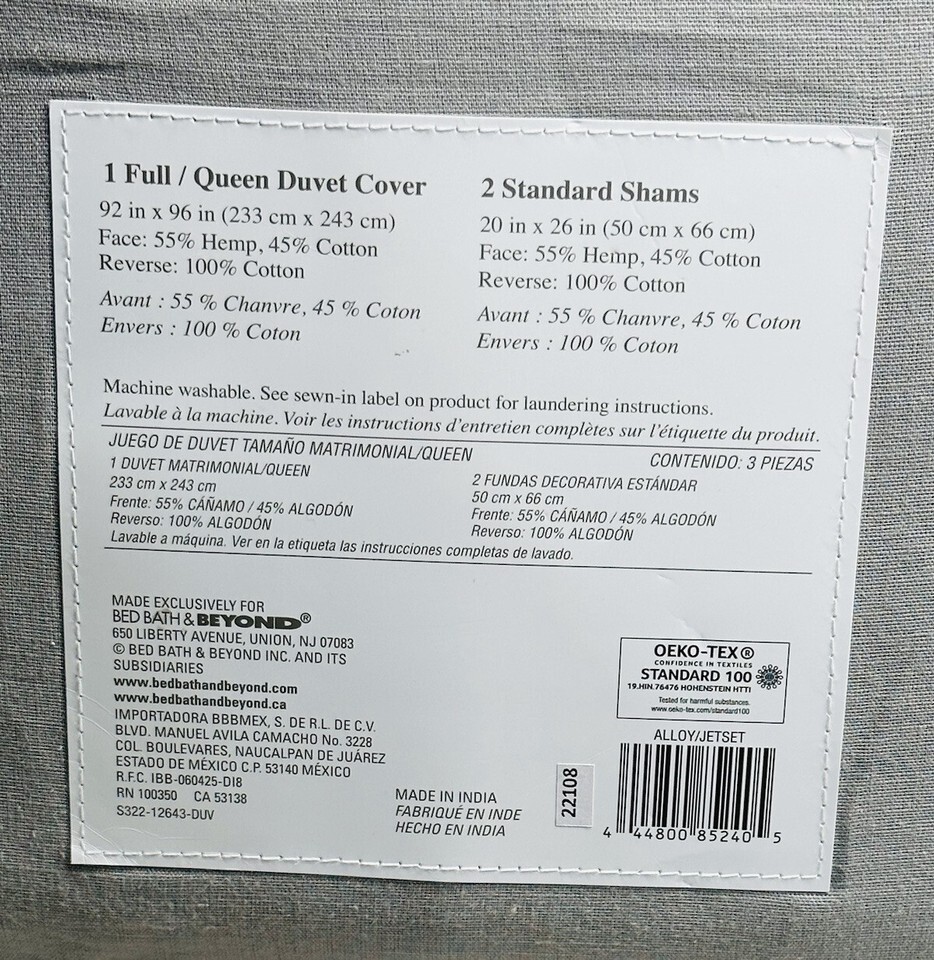 1 Full / Queen Duvet Cover
92 in x 96 in (233 cm x 243 cm)
Face: 55% Hemp, 45% Cotton
Reverse: 100% Cotton
Avant : 55 % Chanvre, 45 % Coton
Envers : 100 % Coton
2 Standard Shams
20 in x 26 in (50 cm x 66 cm)
Face: 55% Hemp, 45% Cotton
Reverse: 100% Cotton
Avant : 55 % Chanvre, 45 % Coton
Envers : 100 % Coton
Machine washable. See sewn-in label on product for laundering instructions.
Lavable à la machine. Voir les instructions d'entretien complètes sur l'étiquette du produit.
JUEGO DE DUVET TAMAÑO MATRIMONIAL/QUEEN
CONTENIDO: 3 PIEZAS
1 DUVET MATRIMONIAL/QUEEN
233 cm x 243 cm
Frente: 55% CÁÑAMO / 45% ALGODÓN
Reverso: 100% ALGODÓN
2 FUNDAS DECORATIVA ESTÁNDAR
50 cm x 66 cm
Frente: 55% CÁÑAMO / 45% ALGODÓN
Reverso: 100% ALGODÓN
Lavable a máquina. Ver en la etiqueta las instrucciones completas de lavado.
MADE EXCLUSIVELY FOR
BED BATH & BEYOND®
650 LIBERTY AVENUE, UNION, NJ 07083
© BED BATH & BEYOND INC. AND ITS
SUBSIDIARIES
www.bedbathandbeyond.com
www.bedbathandbeyond.ca
IMPORTADORA BBBMEX, S. DE R.L. DE C.V.
BLVD. MANUEL AVILA CAMACHO No. 3228
COL. BOULEVARES, NAUCALPAN DE JUÁREZ
ESTADO DE MÉXICO C.P. 53140 MÉXICO
R.F.C. IBB-060425-DI8
RN 100350 CA 53138
S322-12643-DUV
MADE IN INDIA
FABRIQUÉ EN INDE
HECHO EN INDIA
22108
OEKO-TEX®
CONFIDENCE IN TEXTILES
STANDARD 100
19.HIN.76476 HOHENSTEIN HTTI
Tested for harmful substances.
www.oeko-tex.com/standard100
ALLOY/JETSET
4 44800 85240 5